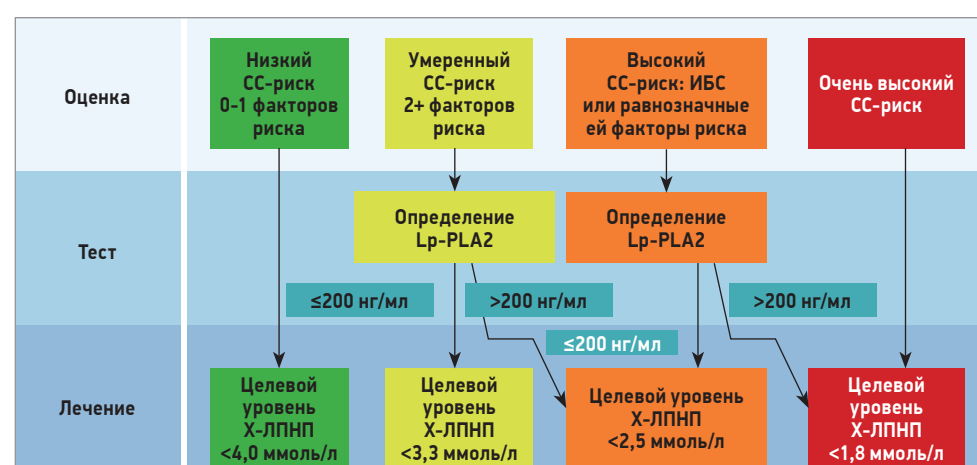 Оценка
Низкий
СС-риск
0-1 факторов
риска
Умеренный
СС-риск
2+ факторов
риска
Высокий
СС-риск: ИБС
или равнозначные
ей факторы риска
Очень высокий
СС-риск
Тест
Определение
Lp-PLA2
Определение
Lp-PLA2
≤200 нг/мл
>200 нг/мл
≤200 нг/мл
>200 нг/мл
Лечение
Целевой
уровень
Х-ЛПНП
<4,0 ммоль/л
Целевой
уровень
Х-ЛПНП
<3,3 ммоль/л
Целевой уровень
Х-ЛПНП
<2,5 ммоль/л
Целевой
уровень
Х-ЛПНП
<1,8 ммоль/л